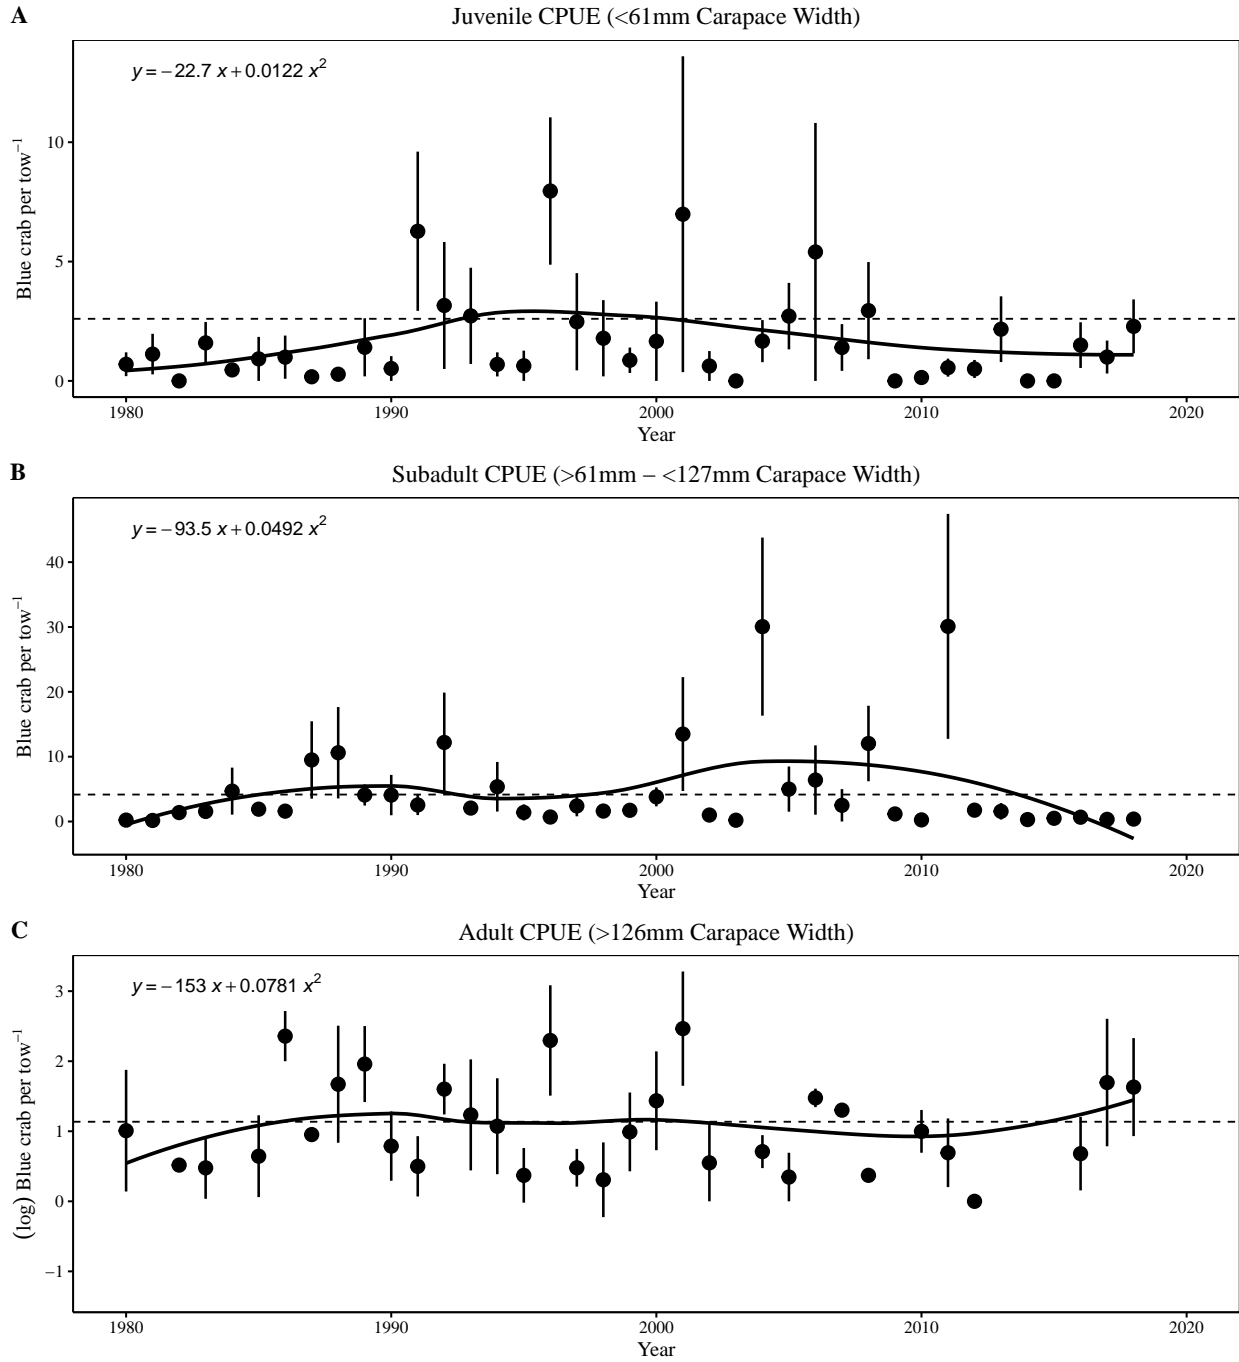 A
Juvenile CPUE (<61mm Carapace Width)
y = −22.7 x + 0.0122 x²
Blue crab per tow⁻¹
10
5
0
1980 1990 2000 2010 2020
Year
B
Subadult CPUE (>61mm – <127mm Carapace Width)
y = −93.5 x + 0.0492 x²
Blue crab per tow⁻¹
40
30
20
10
0
1980 1990 2000 2010 2020
Year
C
Adult CPUE (>126mm Carapace Width)
y = −153 x + 0.0781 x²
(log) Blue crab per tow⁻¹
3
2
1
0
−1
1980 1990 2000 2010 2020
Year